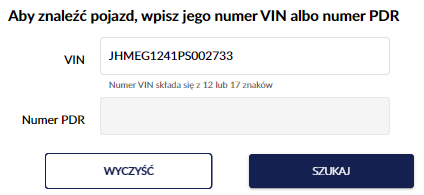 Aby znaleźć pojazd, wpisz jego numer VIN albo numer PDR
VIN
JHMEG1241PS002733
Numer VIN składa się z 12 lub 17 znaków
Numer PDR
WYCZYŚĆ
SZUKAJ